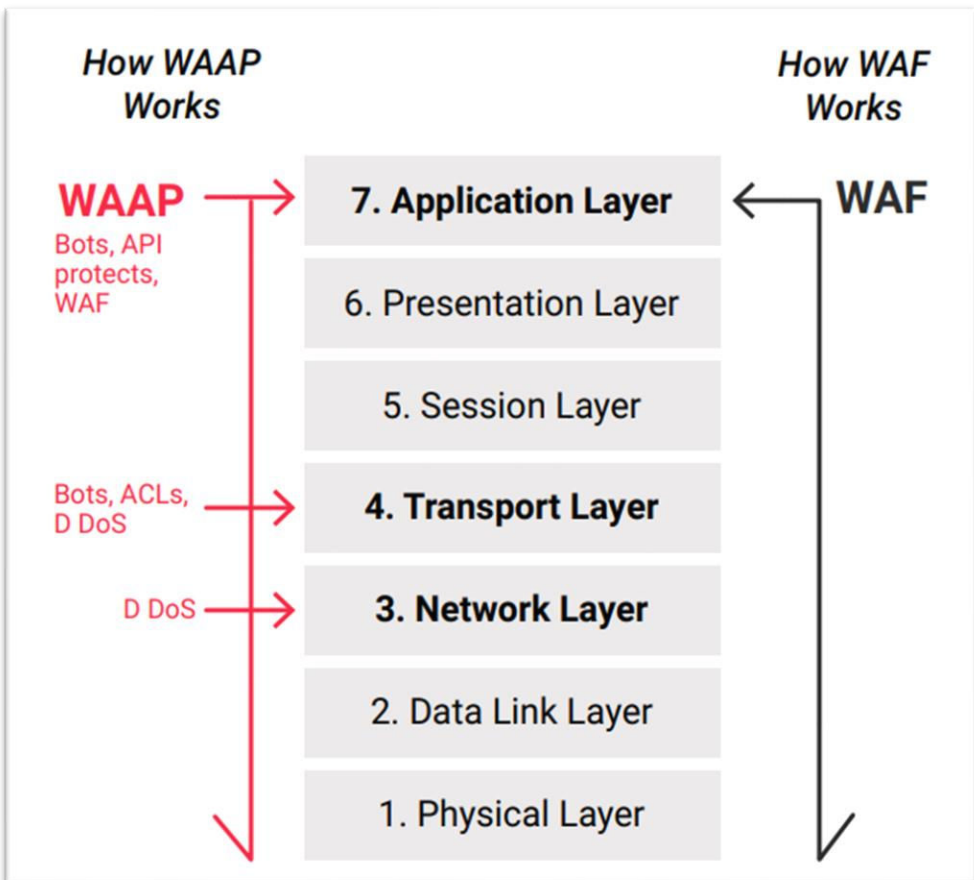 How WAAP
Works
How WAF
Works
WAAP
Bots, API
protects,
WAF
7. Application Layer
WAF
6. Presentation Layer
5. Session Layer
Bots, ACLs,
D DoS
4. Transport Layer
D DoS
3. Network Layer
2. Data Link Layer
1. Physical Layer